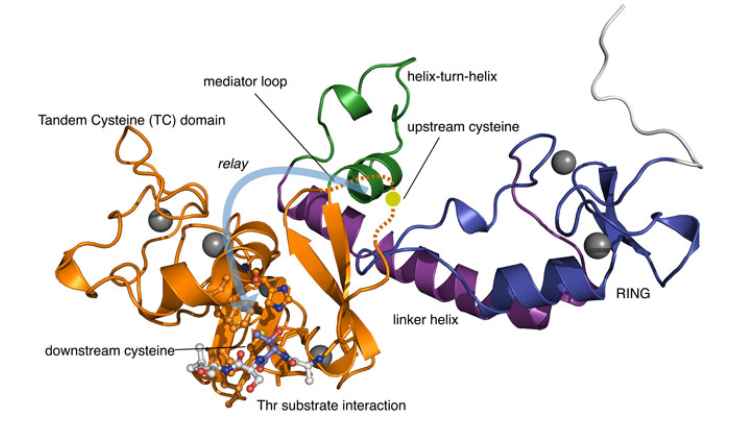 helix-turn-helix
mediator loop
Tandem Cysteine (TC) domain
upstream cysteine
relay
RING
linker helix
downstream cysteine
Thr substrate interaction